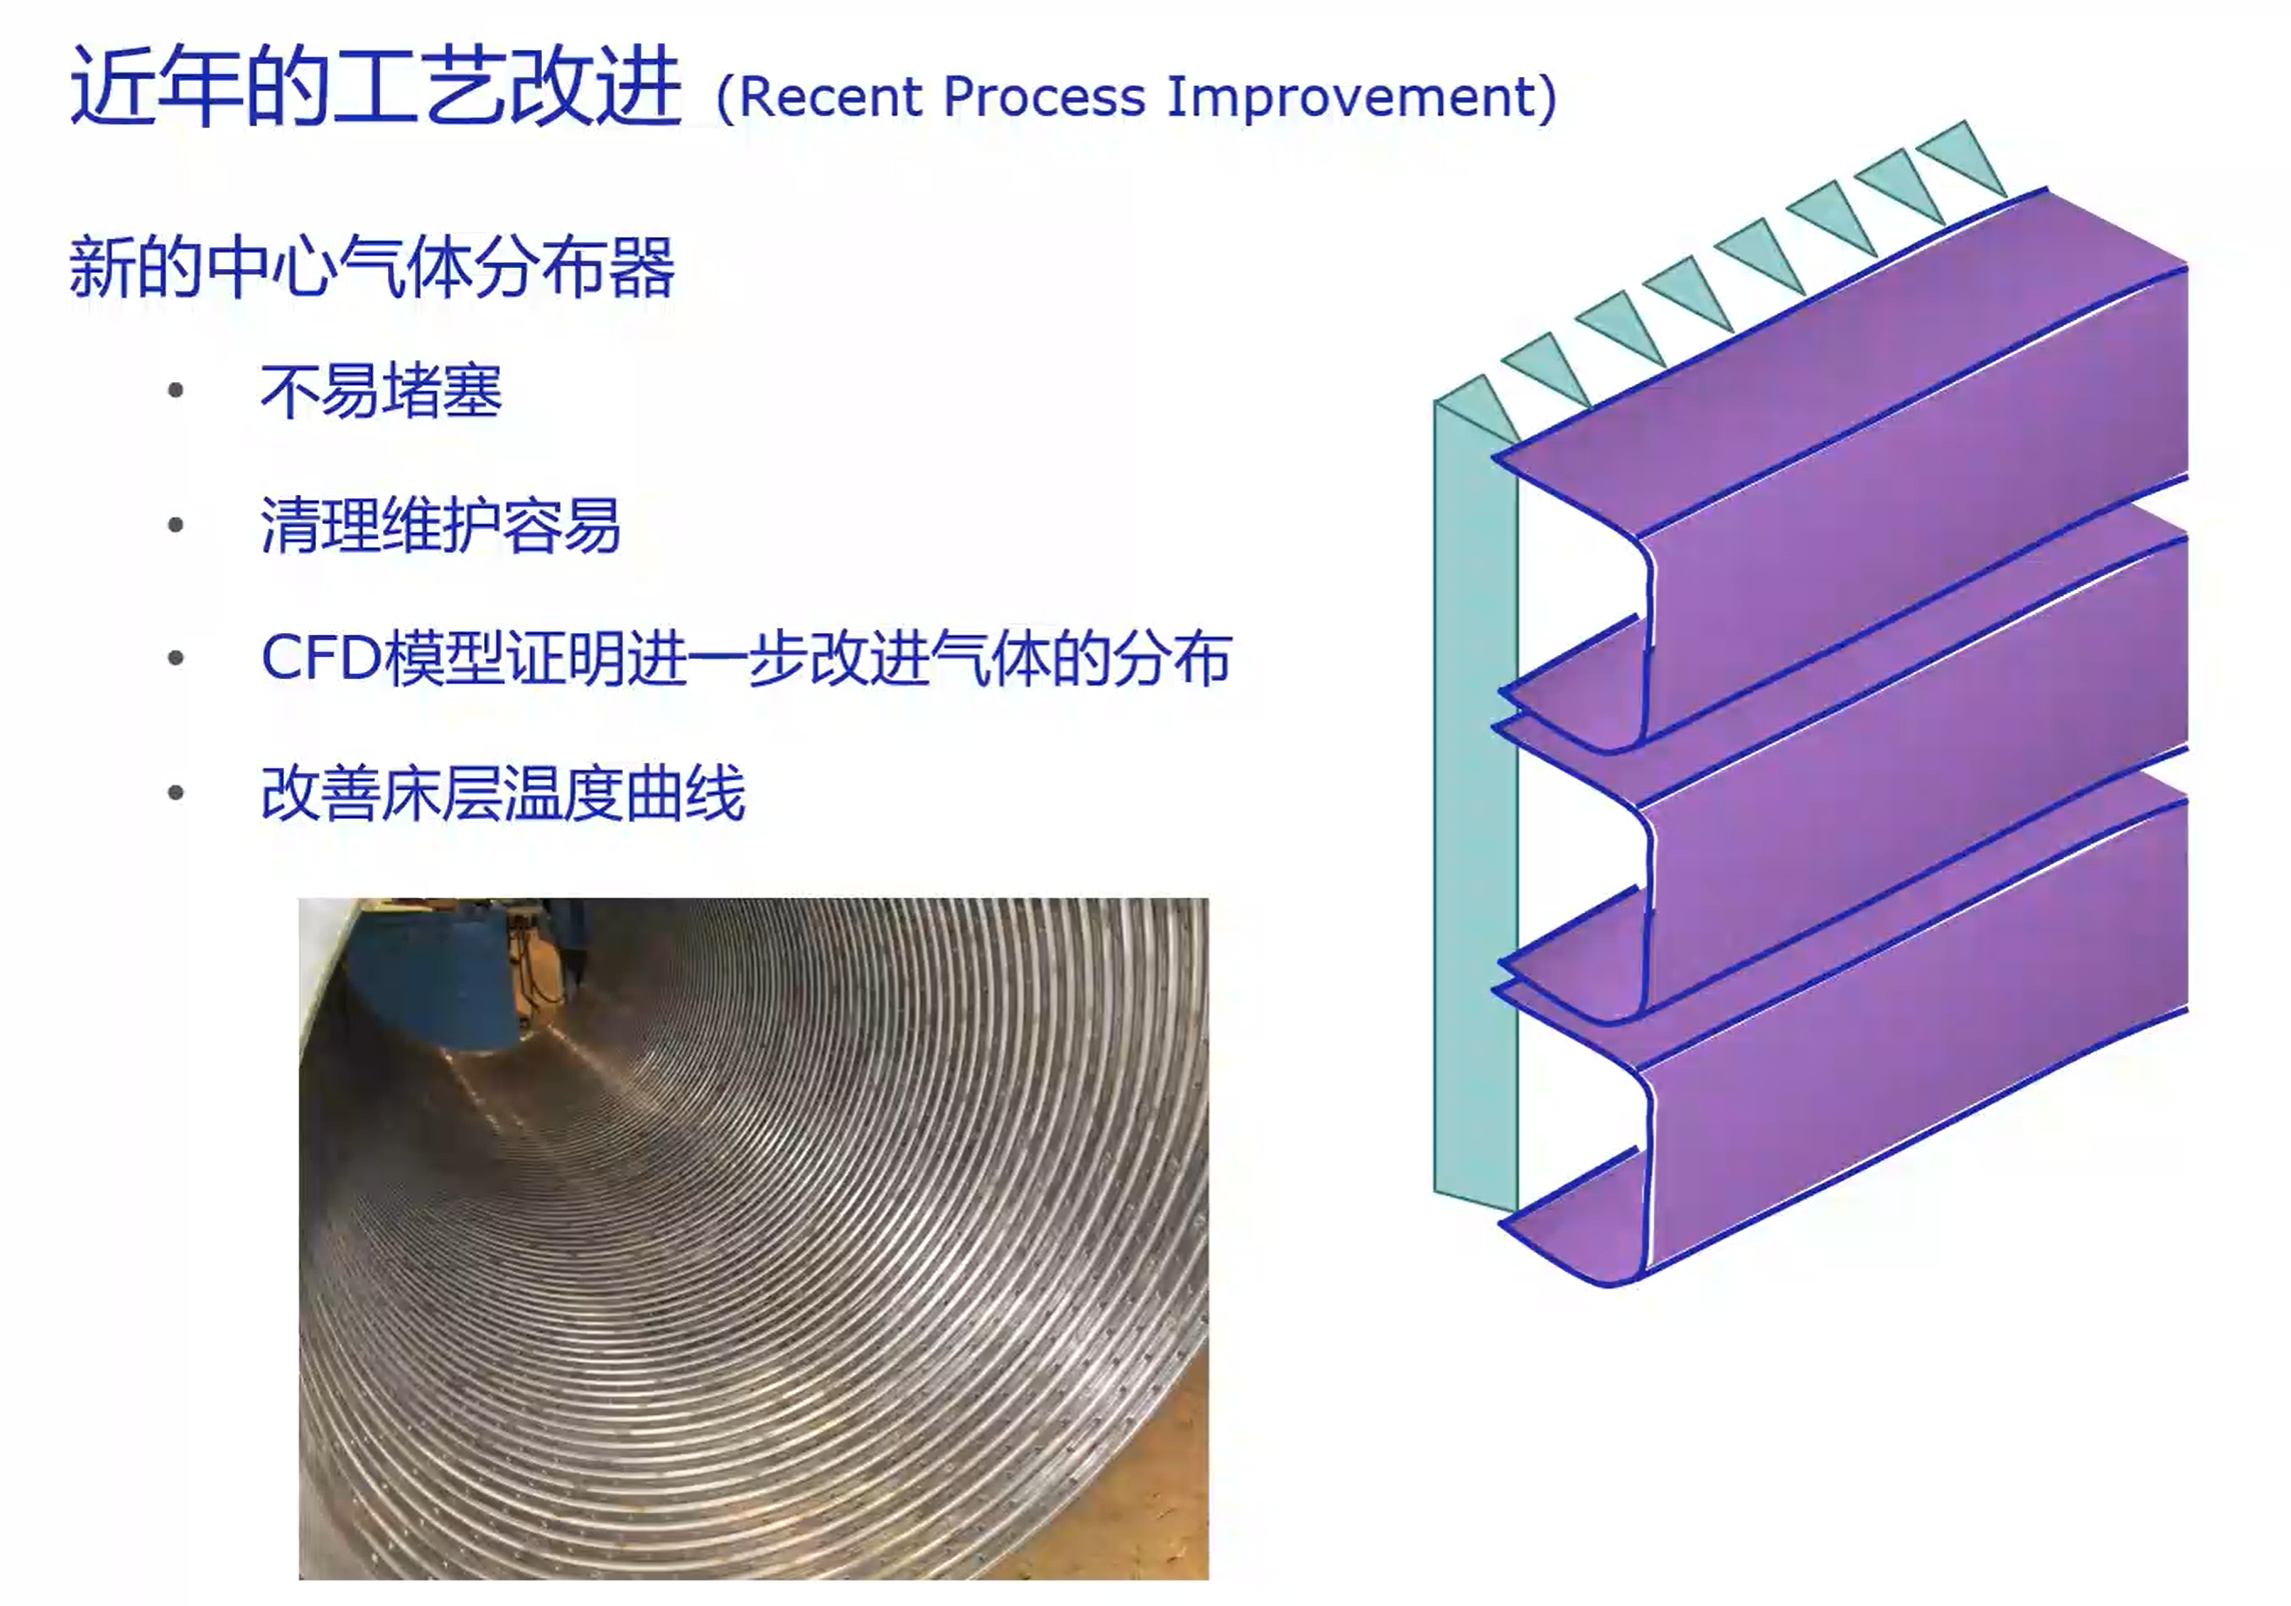 近年的工艺改进 (Recent Process Improvement)
新的中心气体分布器
• 不易堵塞
• 清理维护容易
• CFD模型证明进一步改进气体的分布
• 改善床层温度曲线